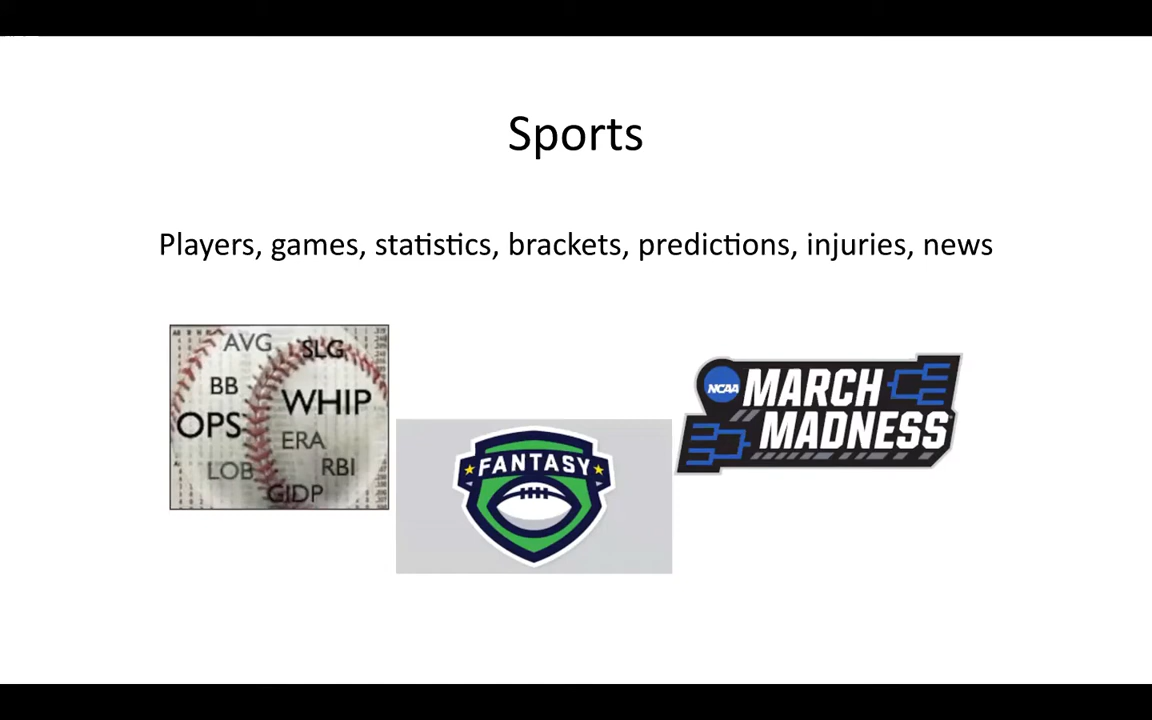 Sports
Players, games, statistics, brackets, predictions, injuries, news
AVG
SLG
BB
WHIP
OPS
ERA
LOB
RBI
GIDP
FANTASY
NCAA
MARCH
MADNESS